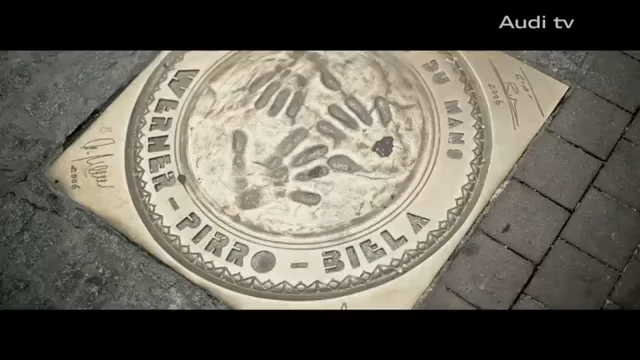 Audi tv
DU MANS
2006
2006
WERNER - PIRRO - BIELA